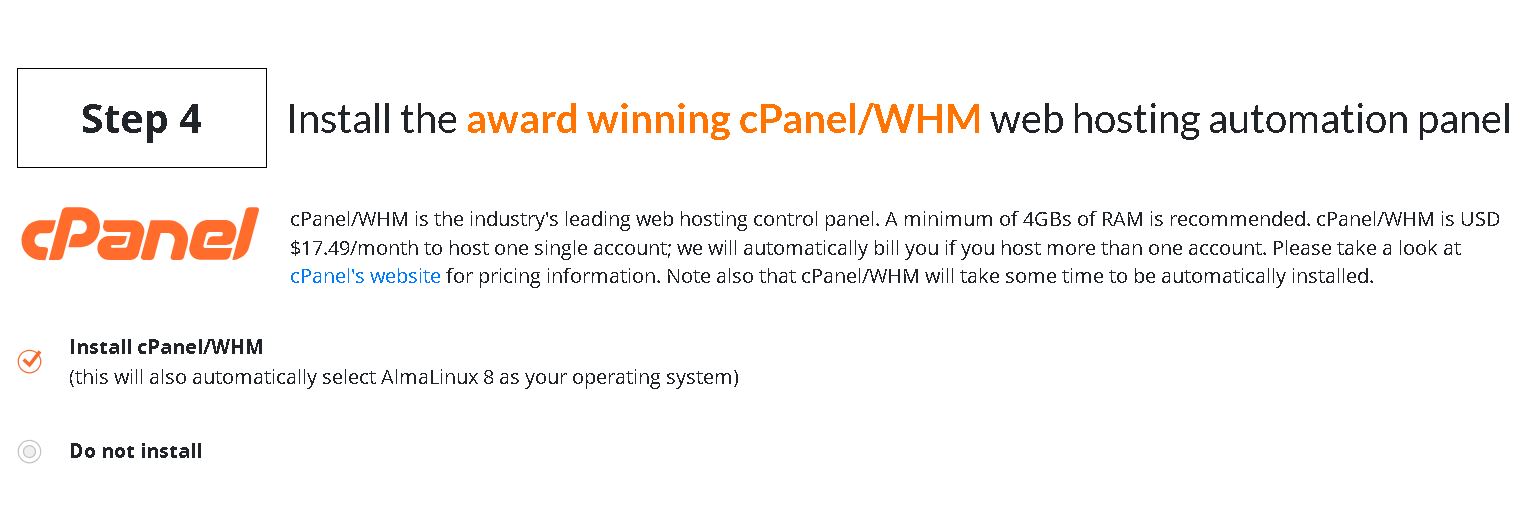 Step 4
Install the award winning cPanel/WHM web hosting automation panel
cPanel
cPanel/WHM is the industry's leading web hosting control panel. A minimum of 4GBs of RAM is recommended. cPanel/WHM is USD
$17.49/month to host one single account; we will automatically bill you if you host more than one account. Please take a look at
cPanel's website for pricing information. Note also that cPanel/WHM will take some time to be automatically installed.
Install cPanel/WHM
(this will also automatically select AlmaLinux 8 as your operating system)
Do not install